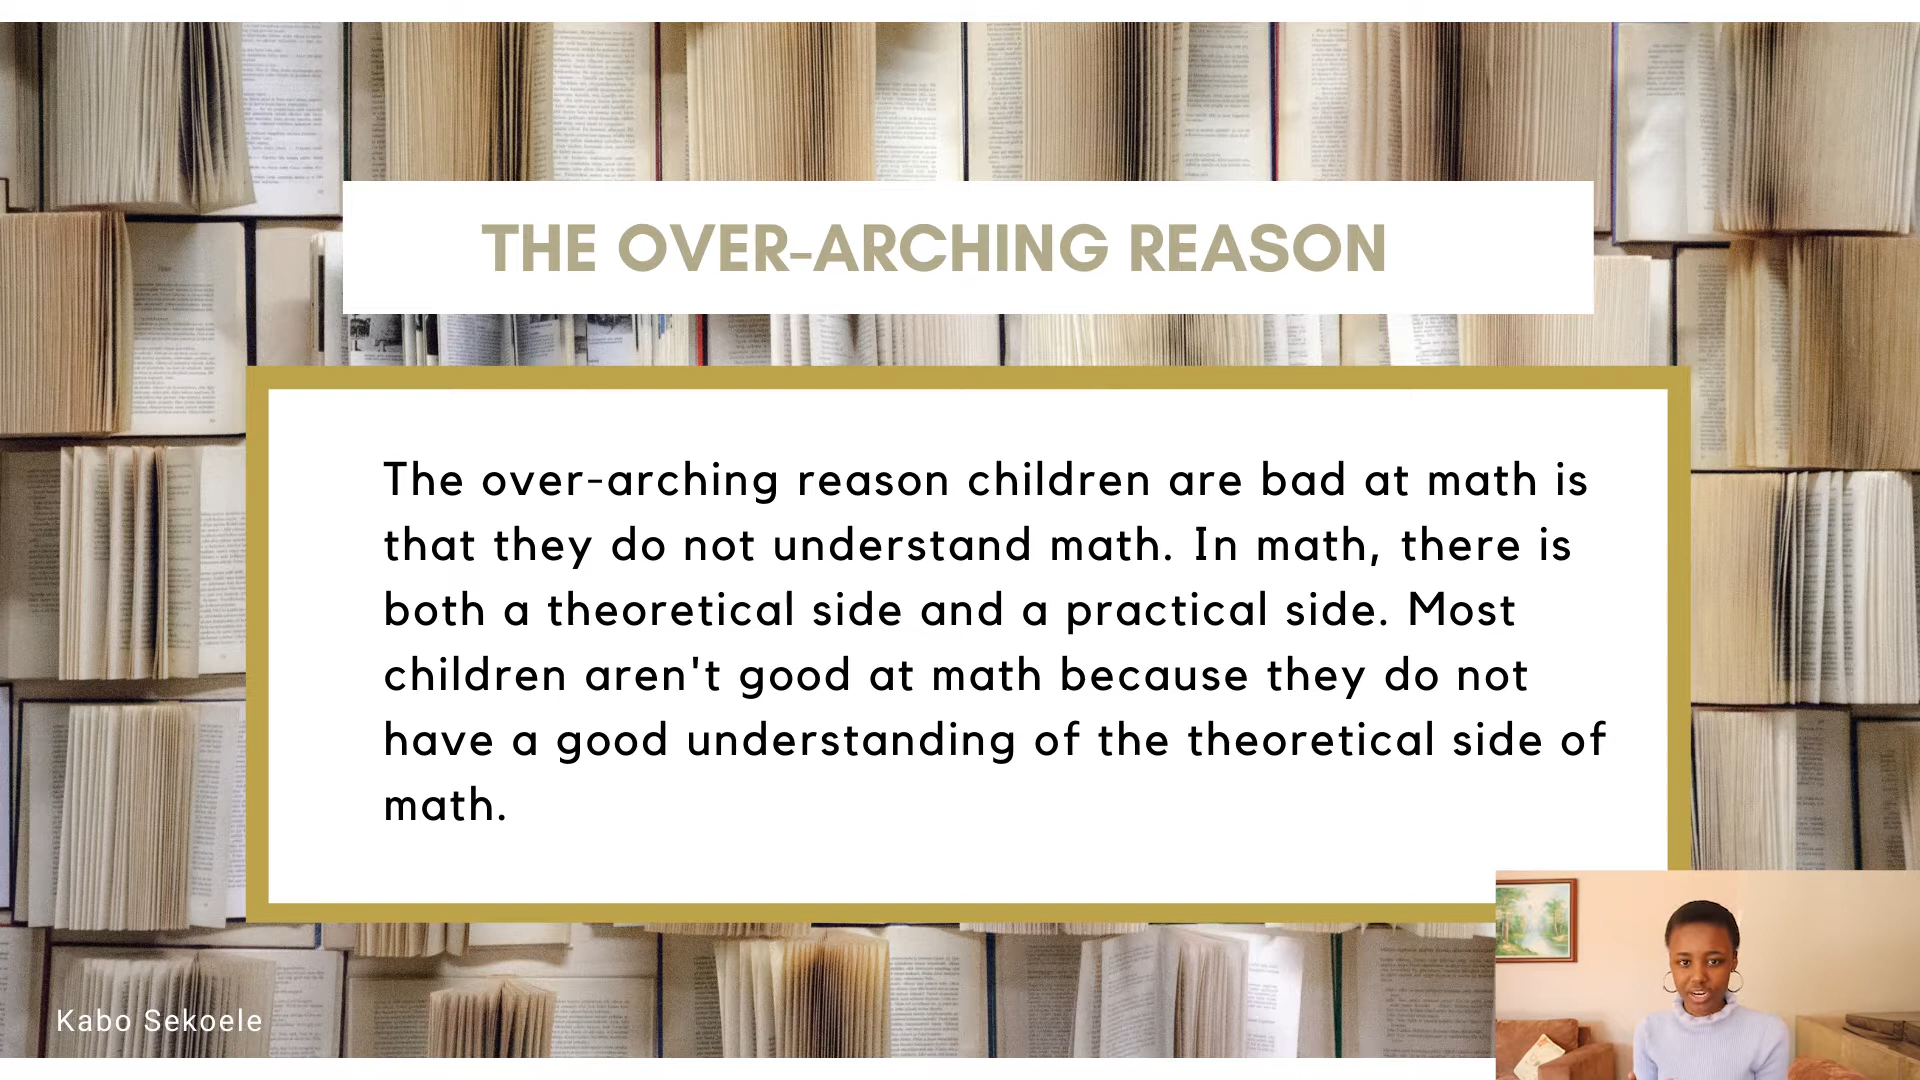 THE OVER-ARCHING REASON
The over-arching reason children are bad at math is
that they do not understand math. In math, there is
both a theoretical side and a practical side. Most
children aren't good at math because they do not
have a good understanding of the theoretical side of
math.
Kabo Sekoele